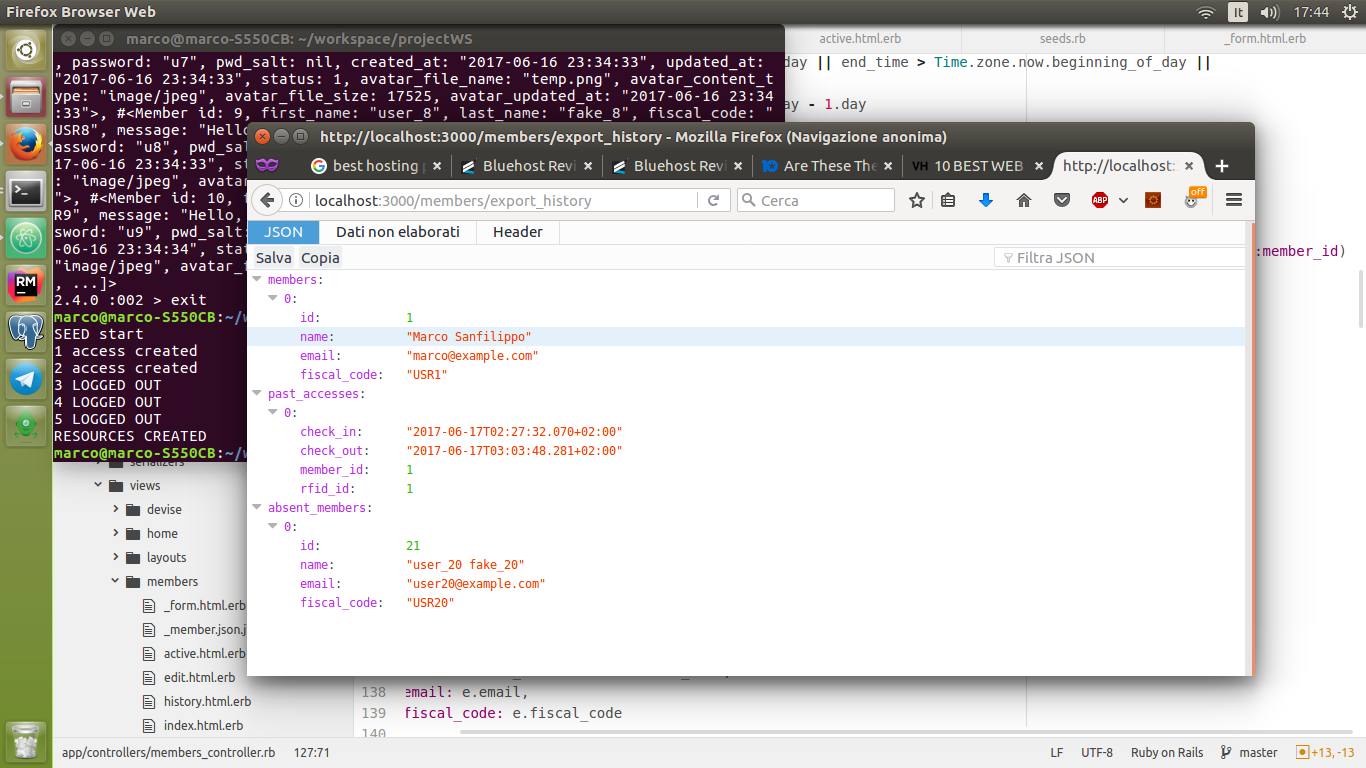 Firefox Browser Web
It
17:44
marco@marco-S550CB: ~/workspace/projectWS
active.html.erb
seeds.rb
_form.html.erb
, password: "u7", pwd_salt: nil, created_at: "2017-06-16 23:34:33", updated_at:
day || end_time > Time.zone.now.beginning_of_day ||
"2017-06-16 23:34:33", status: 1, avatar_file_name: "temp.png", avatar_content_t
ype: "image/jpeg", avatar_file_size: 17525, avatar_updated_at: "2017-06-16 23:34
ay - 1.day
:33">, #<Member id: 9, first_name: "user_8", last_name: "fake_8", fiscal_code: "
USR8", message: "Hello
assword: "u8", pwd_sal
17-06-16 23:34:33", st
: "image/jpeg", avatar
">, #<Member id: 10, f
R9", message: "Hello,
sword: "u9", pwd_salt:
-06-16 23:34:34", stat
"image/jpeg", avatar_f
, ...]>
2.4.0 :002 > exit
marco@marco-S550CB:~/w
SEED start
1 access created
2 access created
3 LOGGED OUT
4 LOGGED OUT
5 LOGGED OUT
RESOURCES CREATED
marco@marco-S550CB:~/w
:member_id)
http://localhost:3000/members/export_history - Mozilla Firefox (Navigazione anonima)
best hosting p
Bluehost Revi
Bluehost Revi
10
Are These The
VH
10 BEST WEB
http://localhost:
localhost:3000/members/export_history
Cerca
ABP
off
JSON
Dati non elaborati
Header
Salva
Copia
Filtra JSON
members:
0:
id: 1
name: "Marco Sanfilippo"
email: "marco@example.com"
fiscal_code: "USR1"
past_accesses:
0:
check_in: "2017-06-17T02:27:32.070+02:00"
check_out: "2017-06-17T03:03:48.281+02:00"
member_id: 1
rfid_id: 1
absent_members:
0:
id: 21
name: "user_20 fake_20"
email: "user20@example.com"
fiscal_code: "USR20"
RM
serializers
views
devise
home
layouts
members
_form.html.erb
_member.json.j
active.html.erb
edit.html.erb
history.html.erb
index.html.erb
138 email: e.email,
139 fiscal_code: e.fiscal_code
140
app/controllers/members_controller.rb
127:71
LF
UTF-8
Ruby on Rails
master
+13, -13